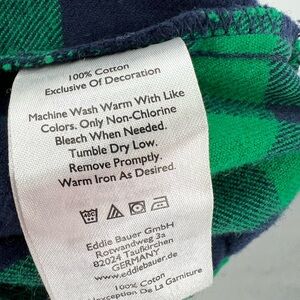 100% Cotton
Exclusive Of Decoration
Machine Wash Warm With Like
Colors. Only Non-Chlorine
Bleach When Needed.
Tumble Dry Low.
Remove Promptly.
Warm Iron As Desired.
Eddie Bauer GmbH
Rotwandweg 3a
82024 Taufkirchen
GERMANY
www.eddiebauer.de
100% Coton
Exception De La Garniture